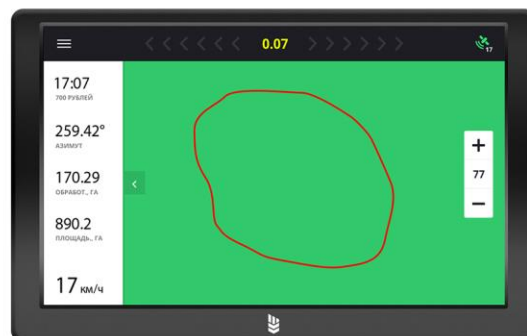 0.07
17
17:07
700 РУБЛЕЙ
259.42°
АЗИМУТ
170.29
ОБРАБОТ., ГА
890.2
ПЛОЩАДЬ., ГА
17 км/ч
+
77
−